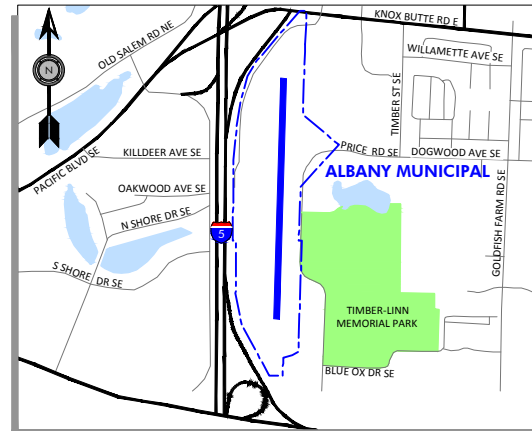 KNOX BUTTE RD E
OLD SALEM RD NE
WILLAMETTE AVE SE
N
TIMBER ST SE
PACIFIC BLVD SE
KILLDEER AVE SE
PRICE RD SE
DOGWOOD AVE SE
ALBANY MUNICIPAL
OAKWOOD AVE SE
GOLDFISH FARM RD SE
N SHORE DR SE
5
S SHORE DR SE
TIMBER-LINN
MEMORIAL PARK
BLUE OX DR SE